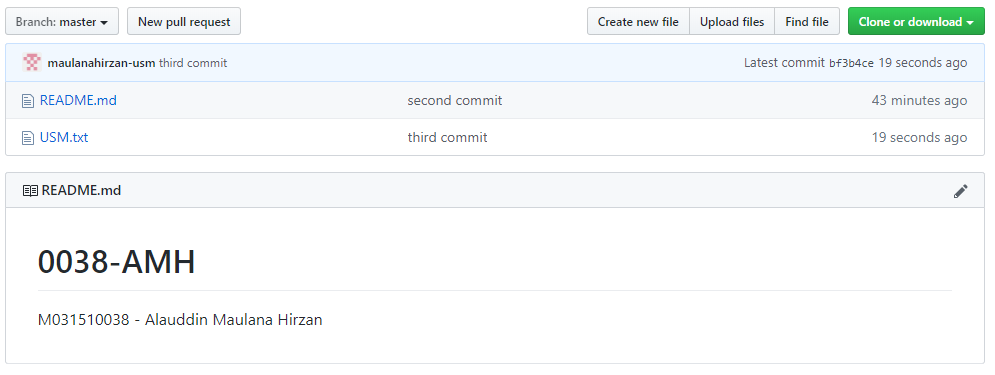 Branch: master New pull request Create new file Upload files Find file Clone or download
maulanahirzan-usm third commit Latest commit bf3b4ce 19 seconds ago
README.md second commit 43 minutes ago
USM.txt third commit 19 seconds ago
README.md
0038-AMH
M031510038 - Alauddin Maulana Hirzan